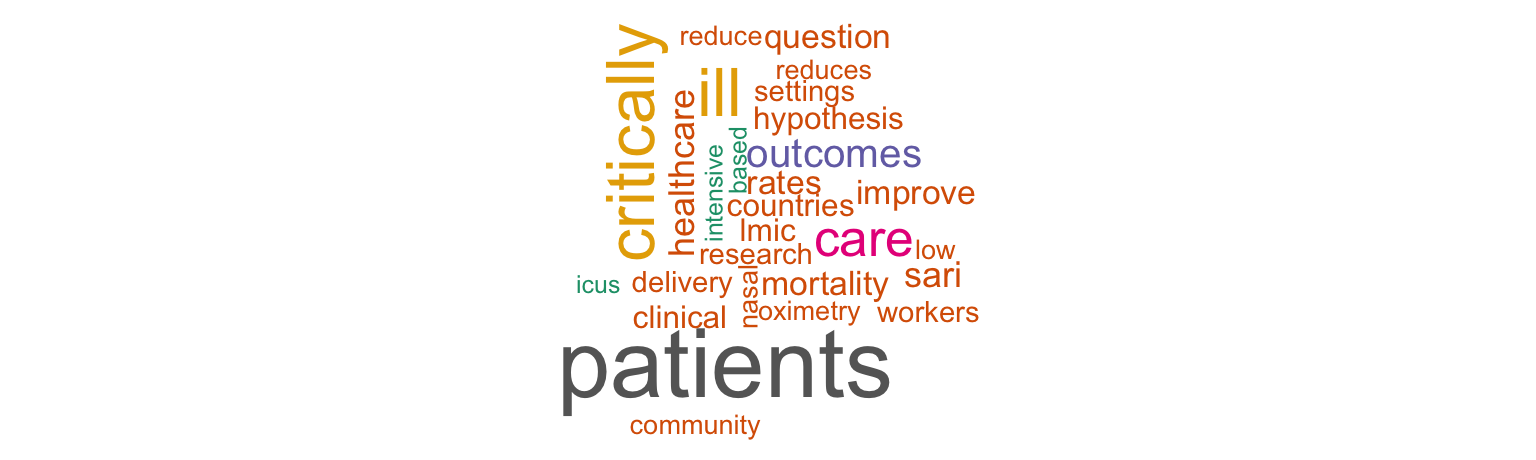 critically
reduce
question
ill
reduces
settings
healthcare
hypothesis
intensive
based
outcomes
rates
improve
countries
lmic
care
research
low
icus
delivery
nasal
mortality
sari
clinical
oximetry
workers
patients
community